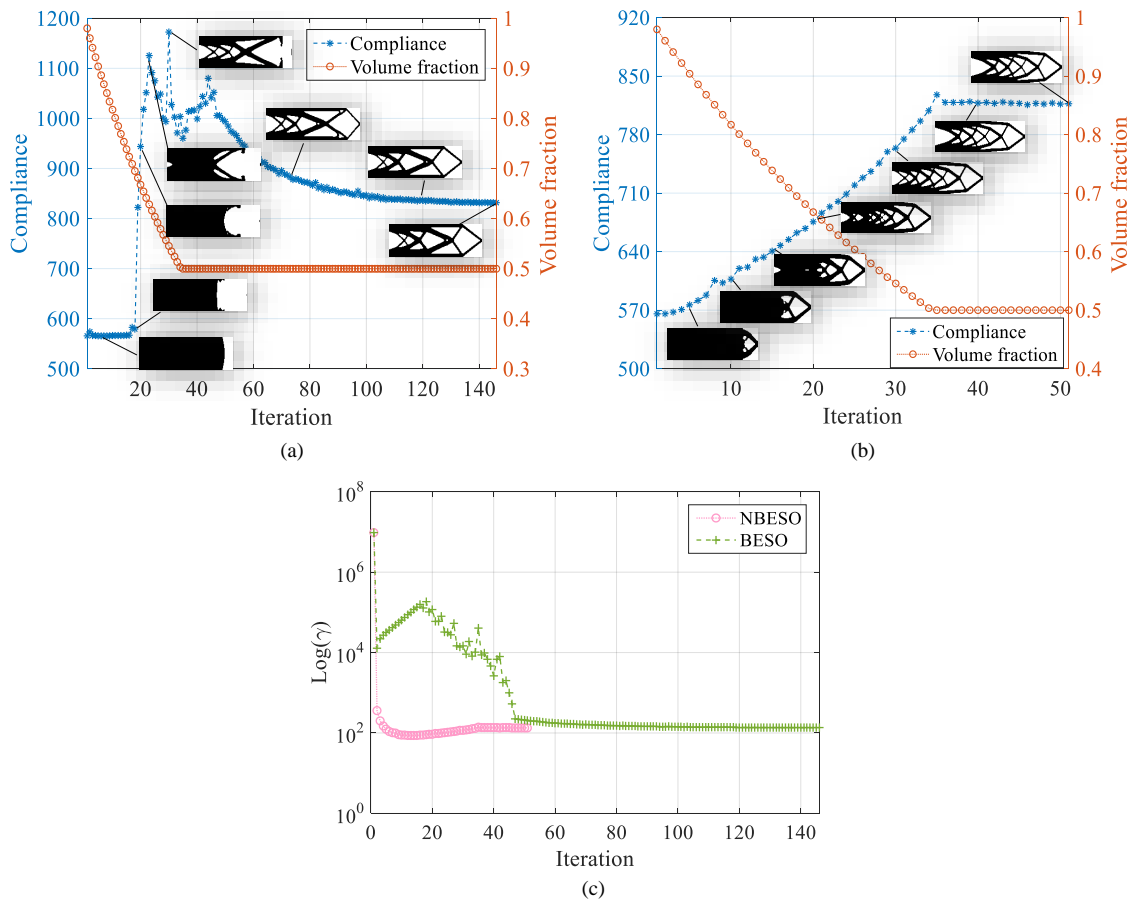 1200
1100
1000
900
800
700
600
500
Compliance
1
0.9
0.8
0.7
0.6
0.5
0.4
0.3
Volume fraction
Compliance
Volume fraction
20 40 60 80 100 120 140
Iteration
(a)
920
850
780
710
640
570
500
Compliance
1
0.9
0.8
0.7
0.6
0.5
0.4
Volume fraction
Compliance
Volume fraction
10 20 30 40 50
Iteration
(b)
10^8
10^6
10^4
10^2
10^0
Log(γ)
NBESO
BESO
0 20 40 60 80 100 120 140
Iteration
(c)